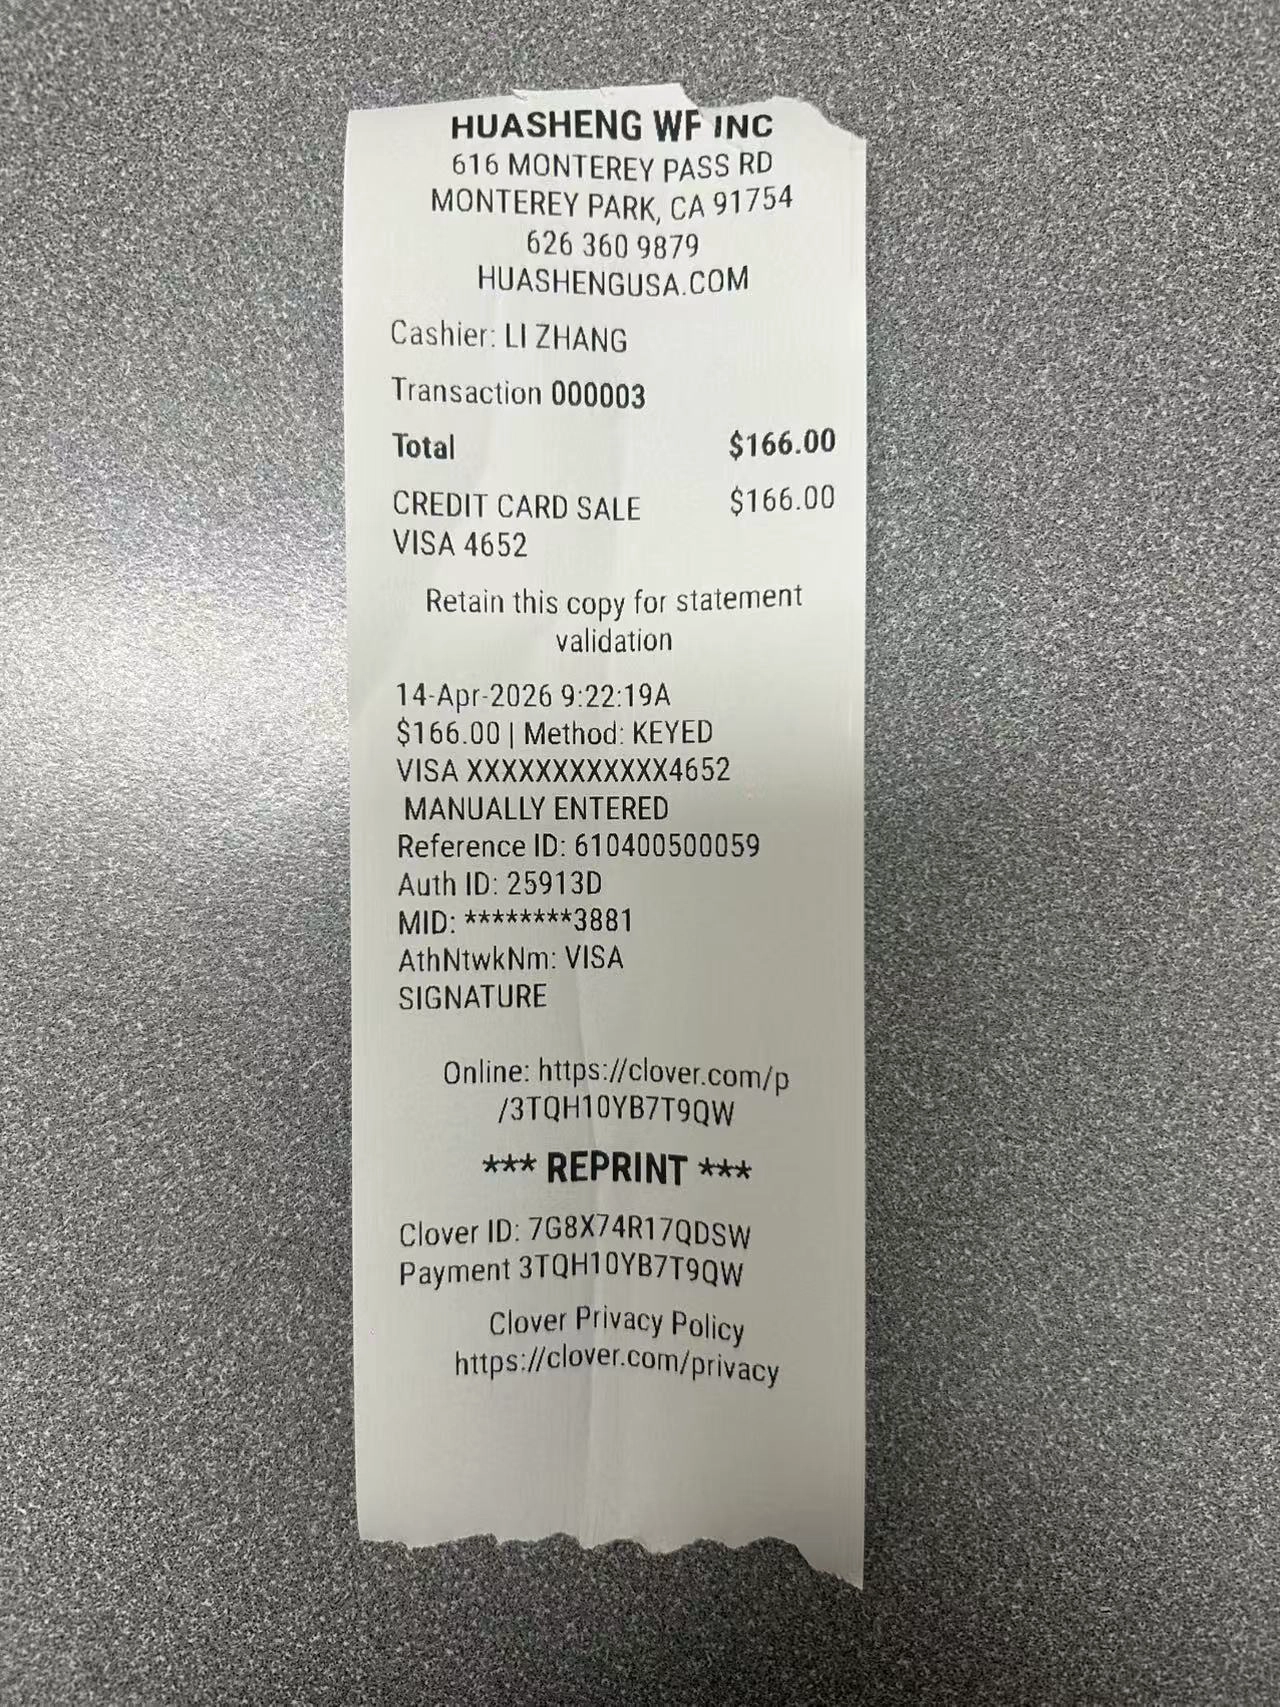 HUASHENG WF INC
616 MONTEREY PASS RD
MONTEREY PARK, CA 91754
626 360 9879
HUASHENGUSA.COM
Cashier: LI ZHANG
Transaction 000003
Total $166.00
CREDIT CARD SALE $166.00
VISA 4652
Retain this copy for statement
validation
14-Apr-2026 9:22:19A
$166.00 | Method: KEYED
VISA XXXXXXXXXXXX4652
MANUALLY ENTERED
Reference ID: 610400500059
Auth ID: 25913D
MID: ********3881
AthNtwkNm: VISA
SIGNATURE
Online: https://clover.com/p
/3TQH10YB7T9QW
*** REPRINT ***
Clover ID: 7G8X74R17QDSW
Payment 3TQH10YB7T9QW
Clover Privacy Policy
https://clover.com/privacy